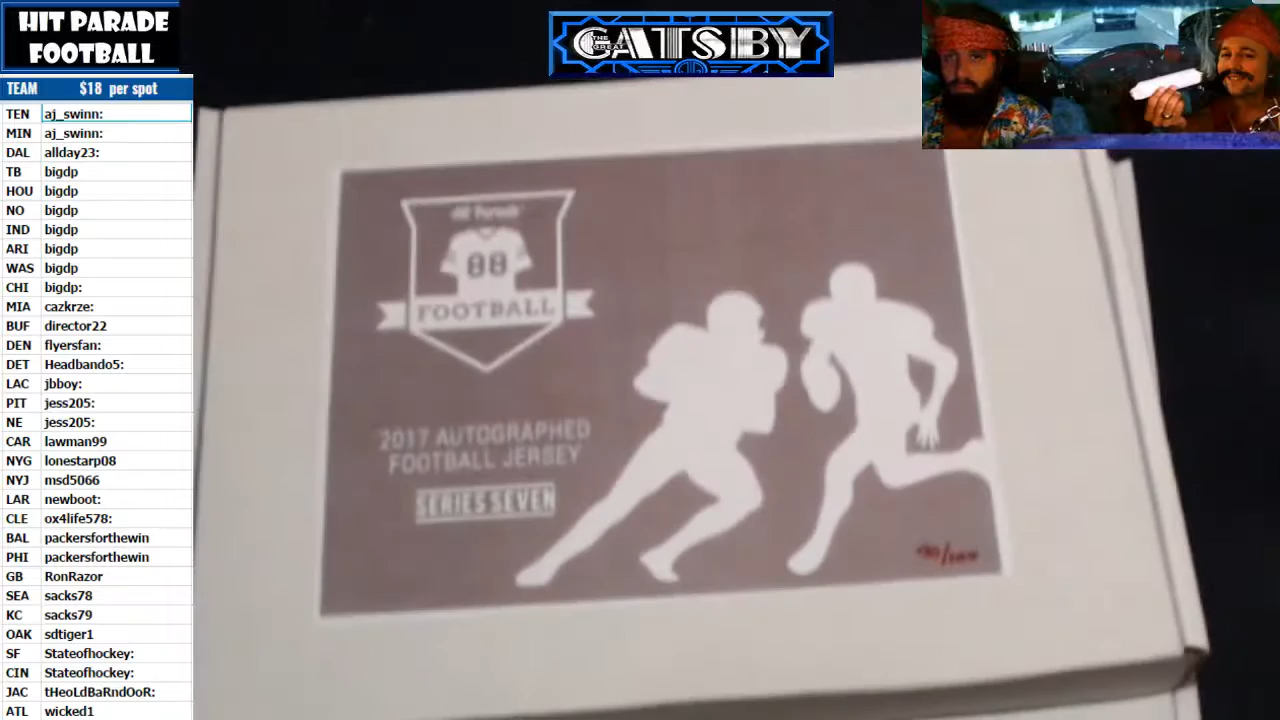 HIT PARADE
FOOTBALL
TEAM $18 per spot
TEN aj_swinn:
MIN aj_swinn:
DAL allday23:
TB bigdp
HOU bigdp
NO bigdp
IND bigdp
ARI bigdp
WAS bigdp
CHI bigdp:
MIA cazkrze:
BUF director22
DEN flyersfan:
DET Headbando5:
LAC jbboy:
PIT jess205:
NE jess205:
CAR lawman99
NYG lonestarp08
NYJ msd5066
LAR newboot:
CLE ox4life578:
BAL packersforthewin
PHI packersforthewin
GB RonRazor
SEA sacks78
KC sacks79
OAK sdtiger1
SF Stateofhockey:
CIN Stateofhockey:
JAC tHeoLdBaRndOoR:
ATL wicked1
THE GREAT GATSBY
Hit Parade
88
FOOTBALL
2017 AUTOGRAPHED
FOOTBALL JERSEY
SERIES SEVEN